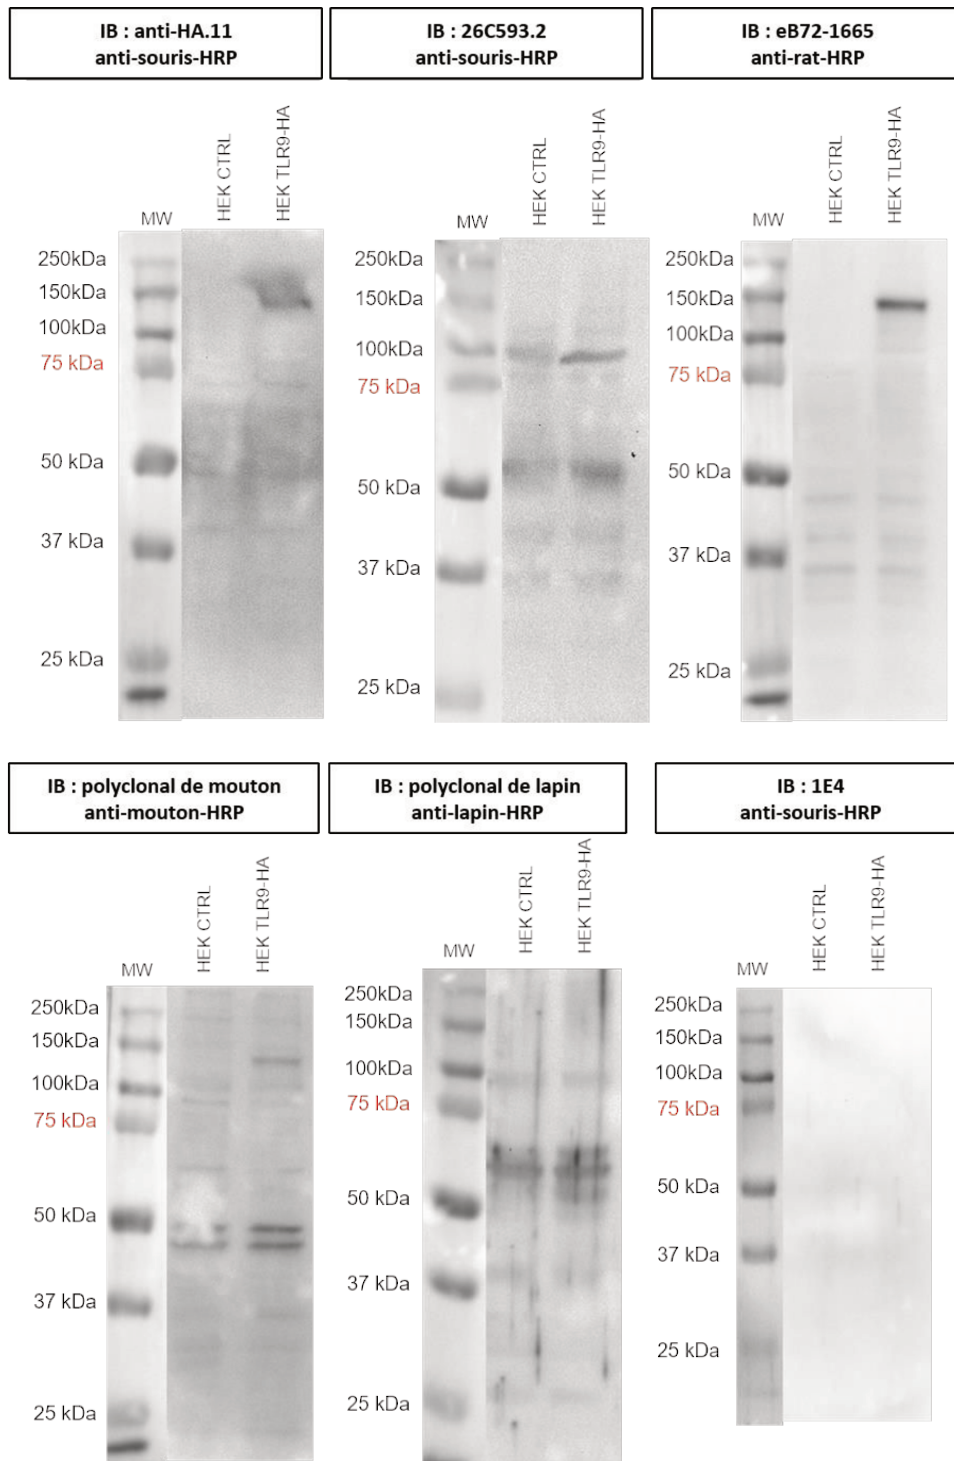 IB : anti-HA.11
anti-souris-HRP
IB : 26C593.2
anti-souris-HRP
IB : eB72-1665
anti-rat-HRP
MW
HEK CTRL
HEK TLR9-HA
250kDa
150kDa
100kDa
75 kDa
50 kDa
37 kDa
25 kDa
MW
HEK CTRL
HEK TLR9-HA
250kDa
150kDa
100kDa
75 kDa
50 kDa
37 kDa
25 kDa
MW
HEK CTRL
HEK TLR9-HA
250kDa
150kDa
100kDa
75 kDa
50 kDa
37 kDa
25 kDa
IB : polyclonal de mouton
anti-mouton-HRP
IB : polyclonal de lapin
anti-lapin-HRP
IB : 1E4
anti-souris-HRP
MW
HEK CTRL
HEK TLR9-HA
250kDa
150kDa
100kDa
75 kDa
50 kDa
37 kDa
25 kDa
MW
HEK CTRL
HEK TLR9-HA
250kDa
150kDa
100kDa
75 kDa
50 kDa
37 kDa
25 kDa
MW
HEK CTRL
HEK TLR9-HA
250kDa
150kDa
100kDa
75 kDa
50 kDa
37 kDa
25 kDa